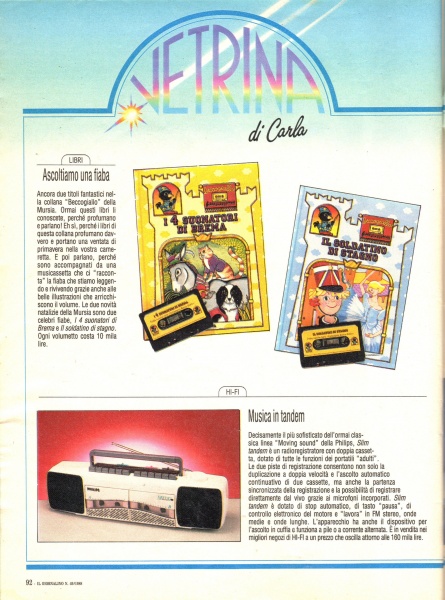 VETRINA
di Carla
LIBRI
Ascoltiamo una fiaba
Ancora due titoli fantastici nel-
la collana "Beccogiallo" della
Mursia. Ormai questi libri li
conoscete, perché profumano
e parlano! Eh sì, perché i libri di
questa collana profumano dav-
vero e portano una ventata di
primavera nella vostra came-
retta. E poi parlano, perché
sono accompagnati da una
musicassetta che ci "raccon-
ta" la fiaba che stiamo leggen-
do e rivivendo grazie anche alle
belle illustrazioni che arricchi-
scono il volume. Le due novità
natalizie della Mursia sono due
celebri fiabe, I 4 suonatori di
Brema e Il soldatino di stagno.
Ogni volumetto costa 10 mila
lire.
I 4 SUONATORI
DI BREMA
IL SOLDATINO
DI STAGNO
HI-FI
Musica in tandem
Decisamente il più sofisticato dell'ormai clas-
sica linea "Moving sound" della Philips, Slim
tandem è un radioregistratore con doppia casset-
ta, dotato di tutte le funzioni dei portatili "adulti".
Le due piste di registrazione consentono non solo la
duplicazione a doppia velocità e l'ascolto automatico
continuativo di due cassette, ma anche la partenza
sincronizzata della registrazione e la possibilità di registrare
direttamente dal vivo grazie ai microfoni incorporati. Slim
tandem è dotato di stop automatico, di tasto "pausa", di
controllo elettronico del motore e "lavora" in FM stereo, onde
medie e onde lunghe. L'apparecchio ha anche il dispositivo per
l'ascolto in cuffia o funziona a pile o a corrente alternata. È in vendita nei
migliori negozi di HI-FI a un prezzo che oscilla attorno alle 160 mila lire.
92